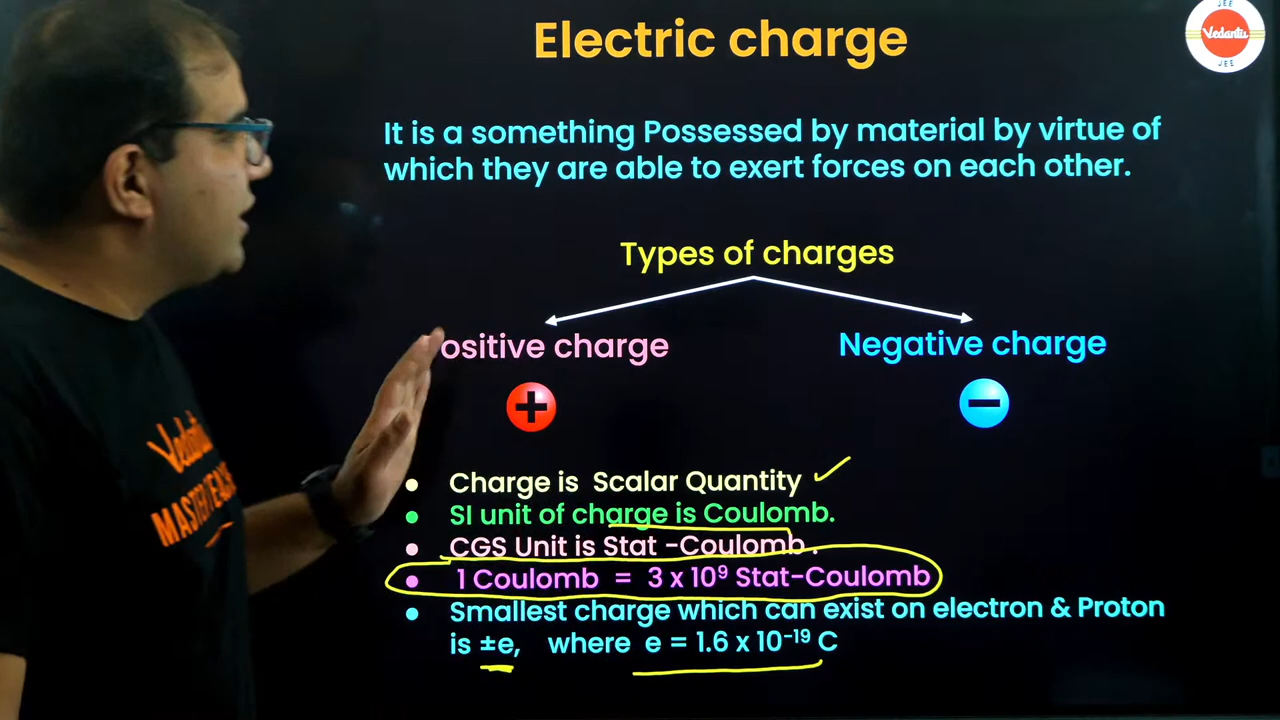 JEE
Vedantu
JEE
Electric charge
It is a something Possessed by material by virtue of
which they are able to exert forces on each other.
Types of charges
ositive charge
Negative charge
+
−
Vedantu
• Charge is Scalar Quantity ✓
• SI unit of charge is Coulomb.
• CGS Unit is Stat -Coulomb .
• 1 Coulomb = 3 x 10⁹ Stat-Coulomb
• Smallest charge which can exist on electron & Proton
is ±e, where e = 1.6 x 10⁻¹⁹ C